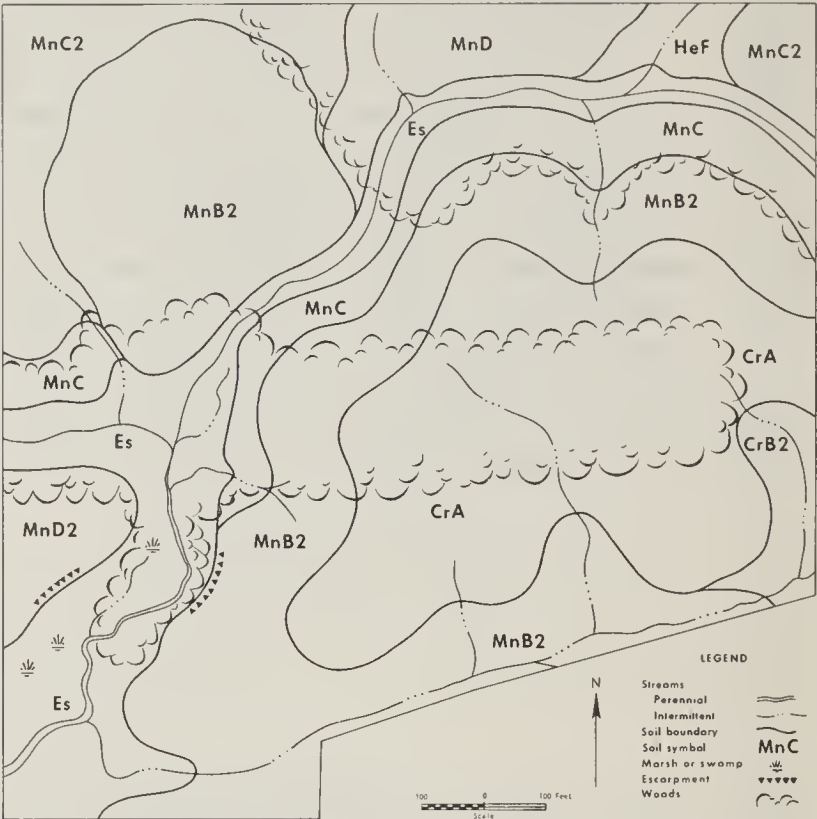 MnC2
MnD
HeF
MnC2
Es
MnC
MnB2
MnB2
MnC
CrA
MnC
Es
CrB2
CrA
MnD2
MnB2
MnB2
Es
LEGEND
N
Streams
Perennial
Intermittent
Soil boundary
Soil symbol MnC
Marsh or swamp
Escarpment
Woods
100 0 100 Feet
Scale